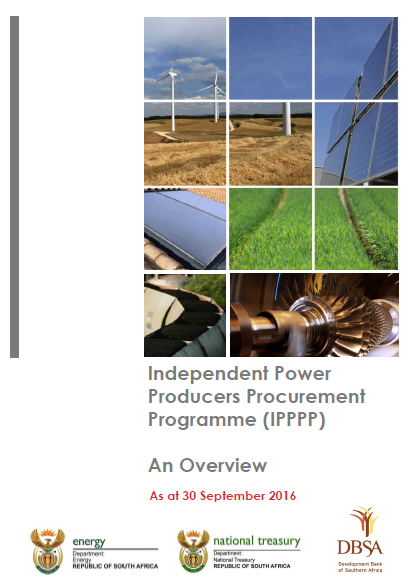 Independent Power
Producers Procurement
Programme (IPPPP)
An Overview
As at 30 September 2016
energy
Department
Energy
REPUBLIC OF SOUTH AFRICA
national treasury
Department
National Treasury
REPUBLIC OF SOUTH AFRICA
DBSA
Development Bank
of Southern Africa